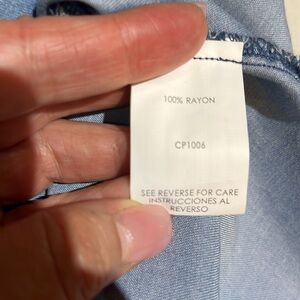 100% RAYON
CP1006
SEE REVERSE FOR CARE
INSTRUCCIONES AL
REVERSO